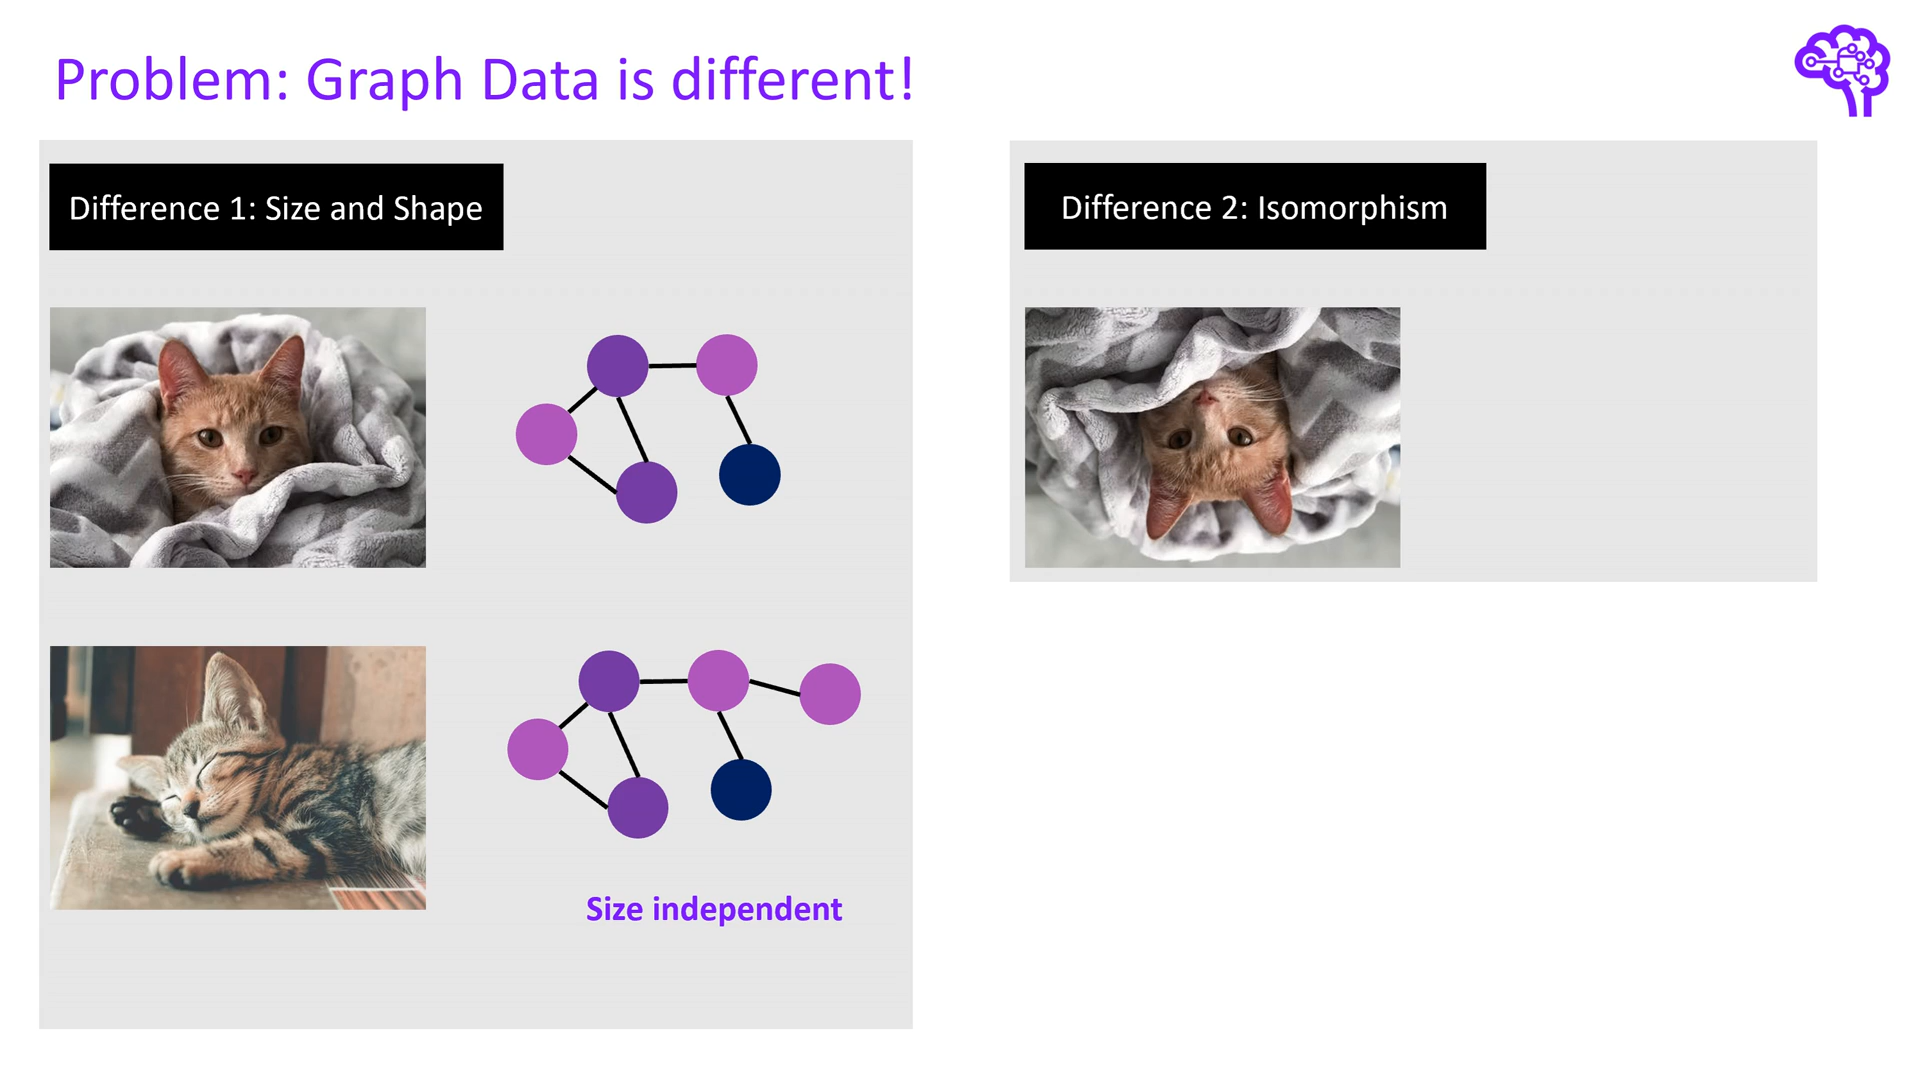 Problem: Graph Data is different!
Difference 1: Size and Shape
Size independent
Difference 2: Isomorphism